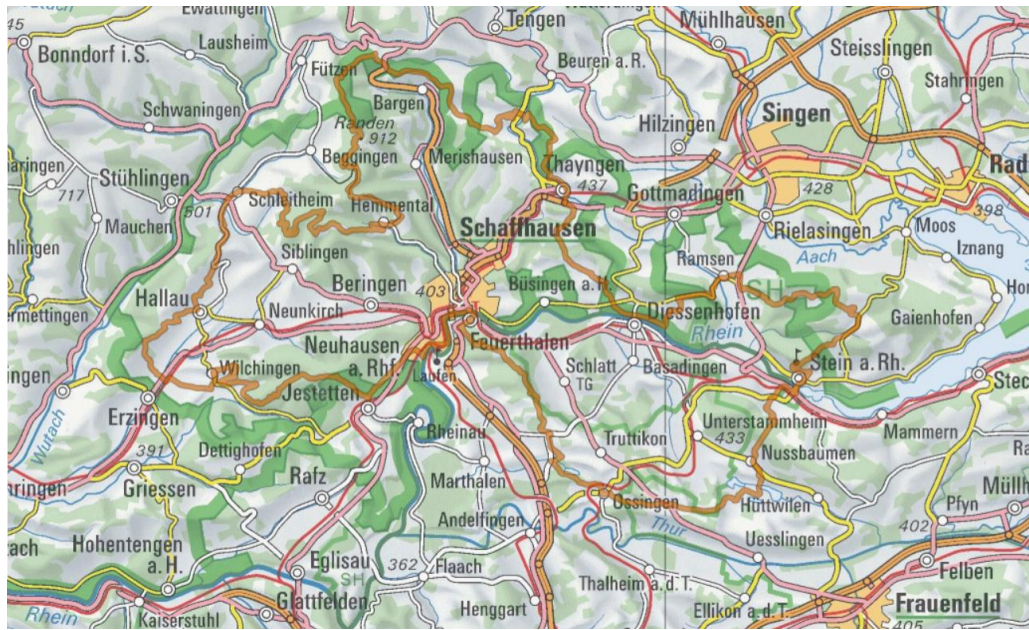 45
Bonndorf i. S.
Ewattingen
Lausheim
Tengen
Mühlhausen
Steisslingen
Fützen
Beuren a. R.
Stahringen
Schwaningen
Bargen
Randen
912
Hilzingen
Singen
Beggingen
Merishausen
Thayngen
437
Gottmadingen
428
Rad
717
Stühlingen
501
Schleitheim
Hemmental
Schaffhausen
398
Mauchen
Moos
Siblingen
Rielasingen
Iznang
Ramsen
Aach
SH
Beringen
403
Büsingen a. H.
Hallau
Neunkirch
Diessenhofen
Gaienhofen
ermettingen
Neuhausen
a. Rhf.
Feuerthalen
Rhein
Laufen
Schlatt
TG
Basadingen
Stein a. Rh.
Wilchingen
Jestetten
Stec
Erzingen
Wutach
Rheinau
Unterstammheim
433
Mammern
391
Dettighofen
Truttikon
Nussbaumen
Griessen
Rafz
Marthalen
Ossingen
Hüttwilen
Pfyn
Müllh
Andelfingen
Thur
402
Hohentengen
a. H.
Uesslingen
Eglisau
SH
362
Flaach
Thalheim a. d. T.
Felben
Rhein
Glattfelden
Henggart
Ellikon a. d. T.
Frauenfeld
Kaiserstuhl
405